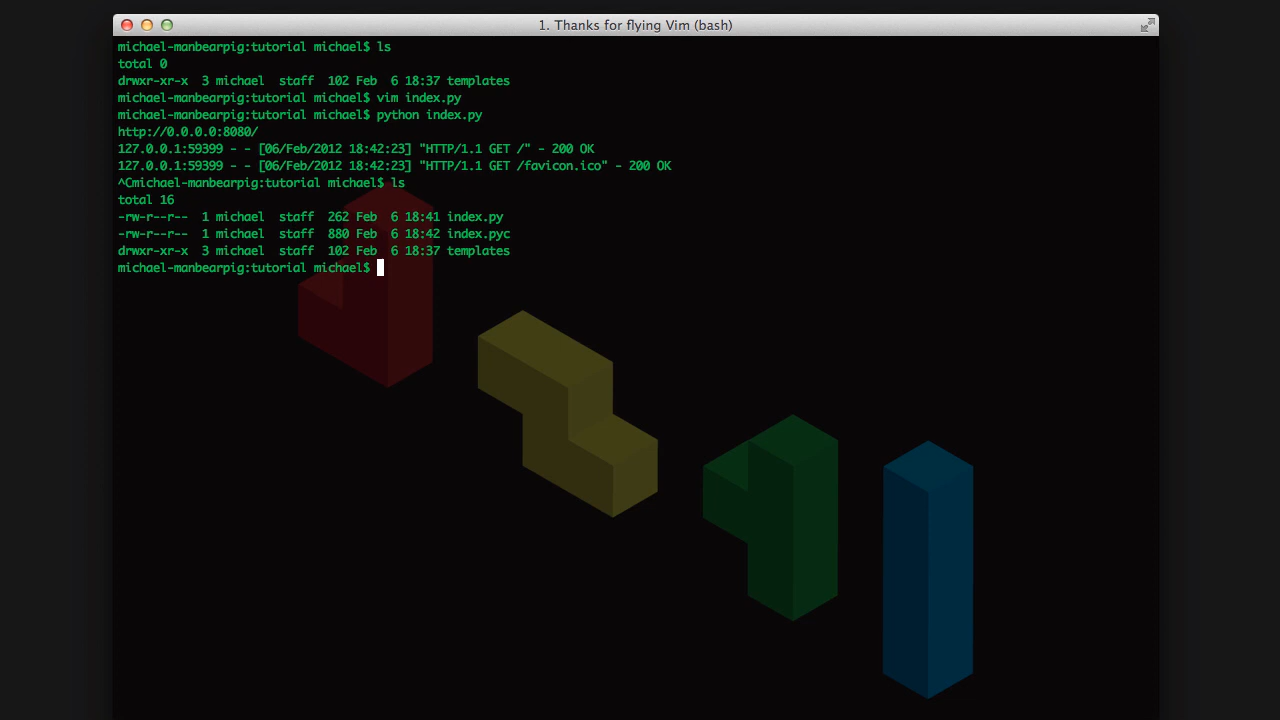 1. Thanks for flying Vim (bash)
michael-manbearpig:tutorial michael$ ls
total 0
drwxr-xr-x  3 michael  staff  102 Feb  6 18:37 templates
michael-manbearpig:tutorial michael$ vim index.py
michael-manbearpig:tutorial michael$ python index.py
http://0.0.0.0:8080/
127.0.0.1:59399 - - [06/Feb/2012 18:42:23] "HTTP/1.1 GET /" - 200 OK
127.0.0.1:59399 - - [06/Feb/2012 18:42:23] "HTTP/1.1 GET /favicon.ico" - 200 OK
^Cmichael-manbearpig:tutorial michael$ ls
total 16
-rw-r--r--  1 michael  staff  262 Feb  6 18:41 index.py
-rw-r--r--  1 michael  staff  880 Feb  6 18:42 index.pyc
drwxr-xr-x  3 michael  staff  102 Feb  6 18:37 templates
michael-manbearpig:tutorial michael$